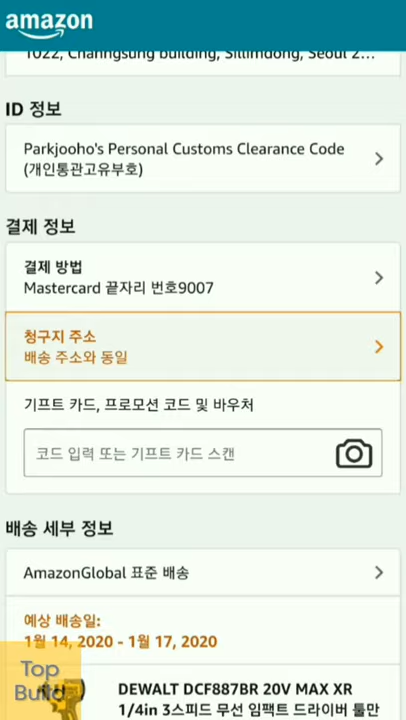 amazon
1022, Channgsung building, Sillimdong, Seoul 2...
ID 정보
Parkjooho's Personal Customs Clearance Code
(개인통관고유부호)
결제 정보
결제 방법
Mastercard 끝자리 번호9007
청구지 주소
배송 주소와 동일
기프트 카드, 프로모션 코드 및 바우처
코드 입력 또는 기프트 카드 스캔
배송 세부 정보
AmazonGlobal 표준 배송
예상 배송일:
1월 14, 2020 - 1월 17, 2020
Top
Build
DEWALT DCF887BR 20V MAX XR
1/4in 3스피드 무선 임팩트 드라이버 툴만